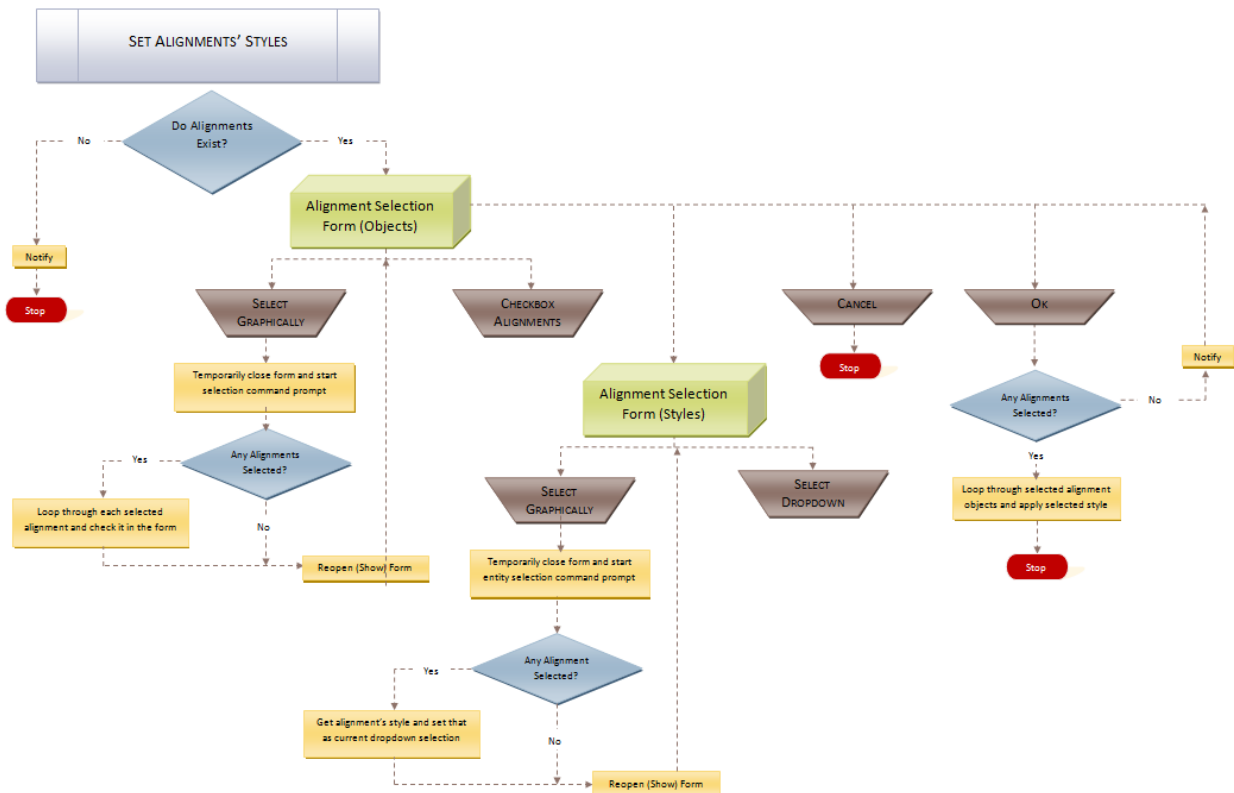 SET ALIGNMENTS' STYLES
Do Alignments
Exist?
No
Yes
Alignment Selection
Form (Objects)
Notify
Stop
SELECT
GRAPHICALLY
CHECKBOX
ALIGNMENTS
CANCEL
OK
Stop
Notify
Temporarily close form and start
selection command prompt
Alignment Selection
Form (Styles)
Any Alignments
Selected?
No
Any Alignments
Selected?
Yes
Yes
SELECT
GRAPHICALLY
SELECT
DROPDOWN
Loop through selected alignment
objects and apply selected style
Loop through each selected
alignment and check it in the form
No
Reopen (Show) Form
Temporarily close form and start
entity selection command prompt
Stop
Any Alignment
Selected?
Yes
Get alignment's style and set that
as current dropdown selection
No
Reopen (Show) Form